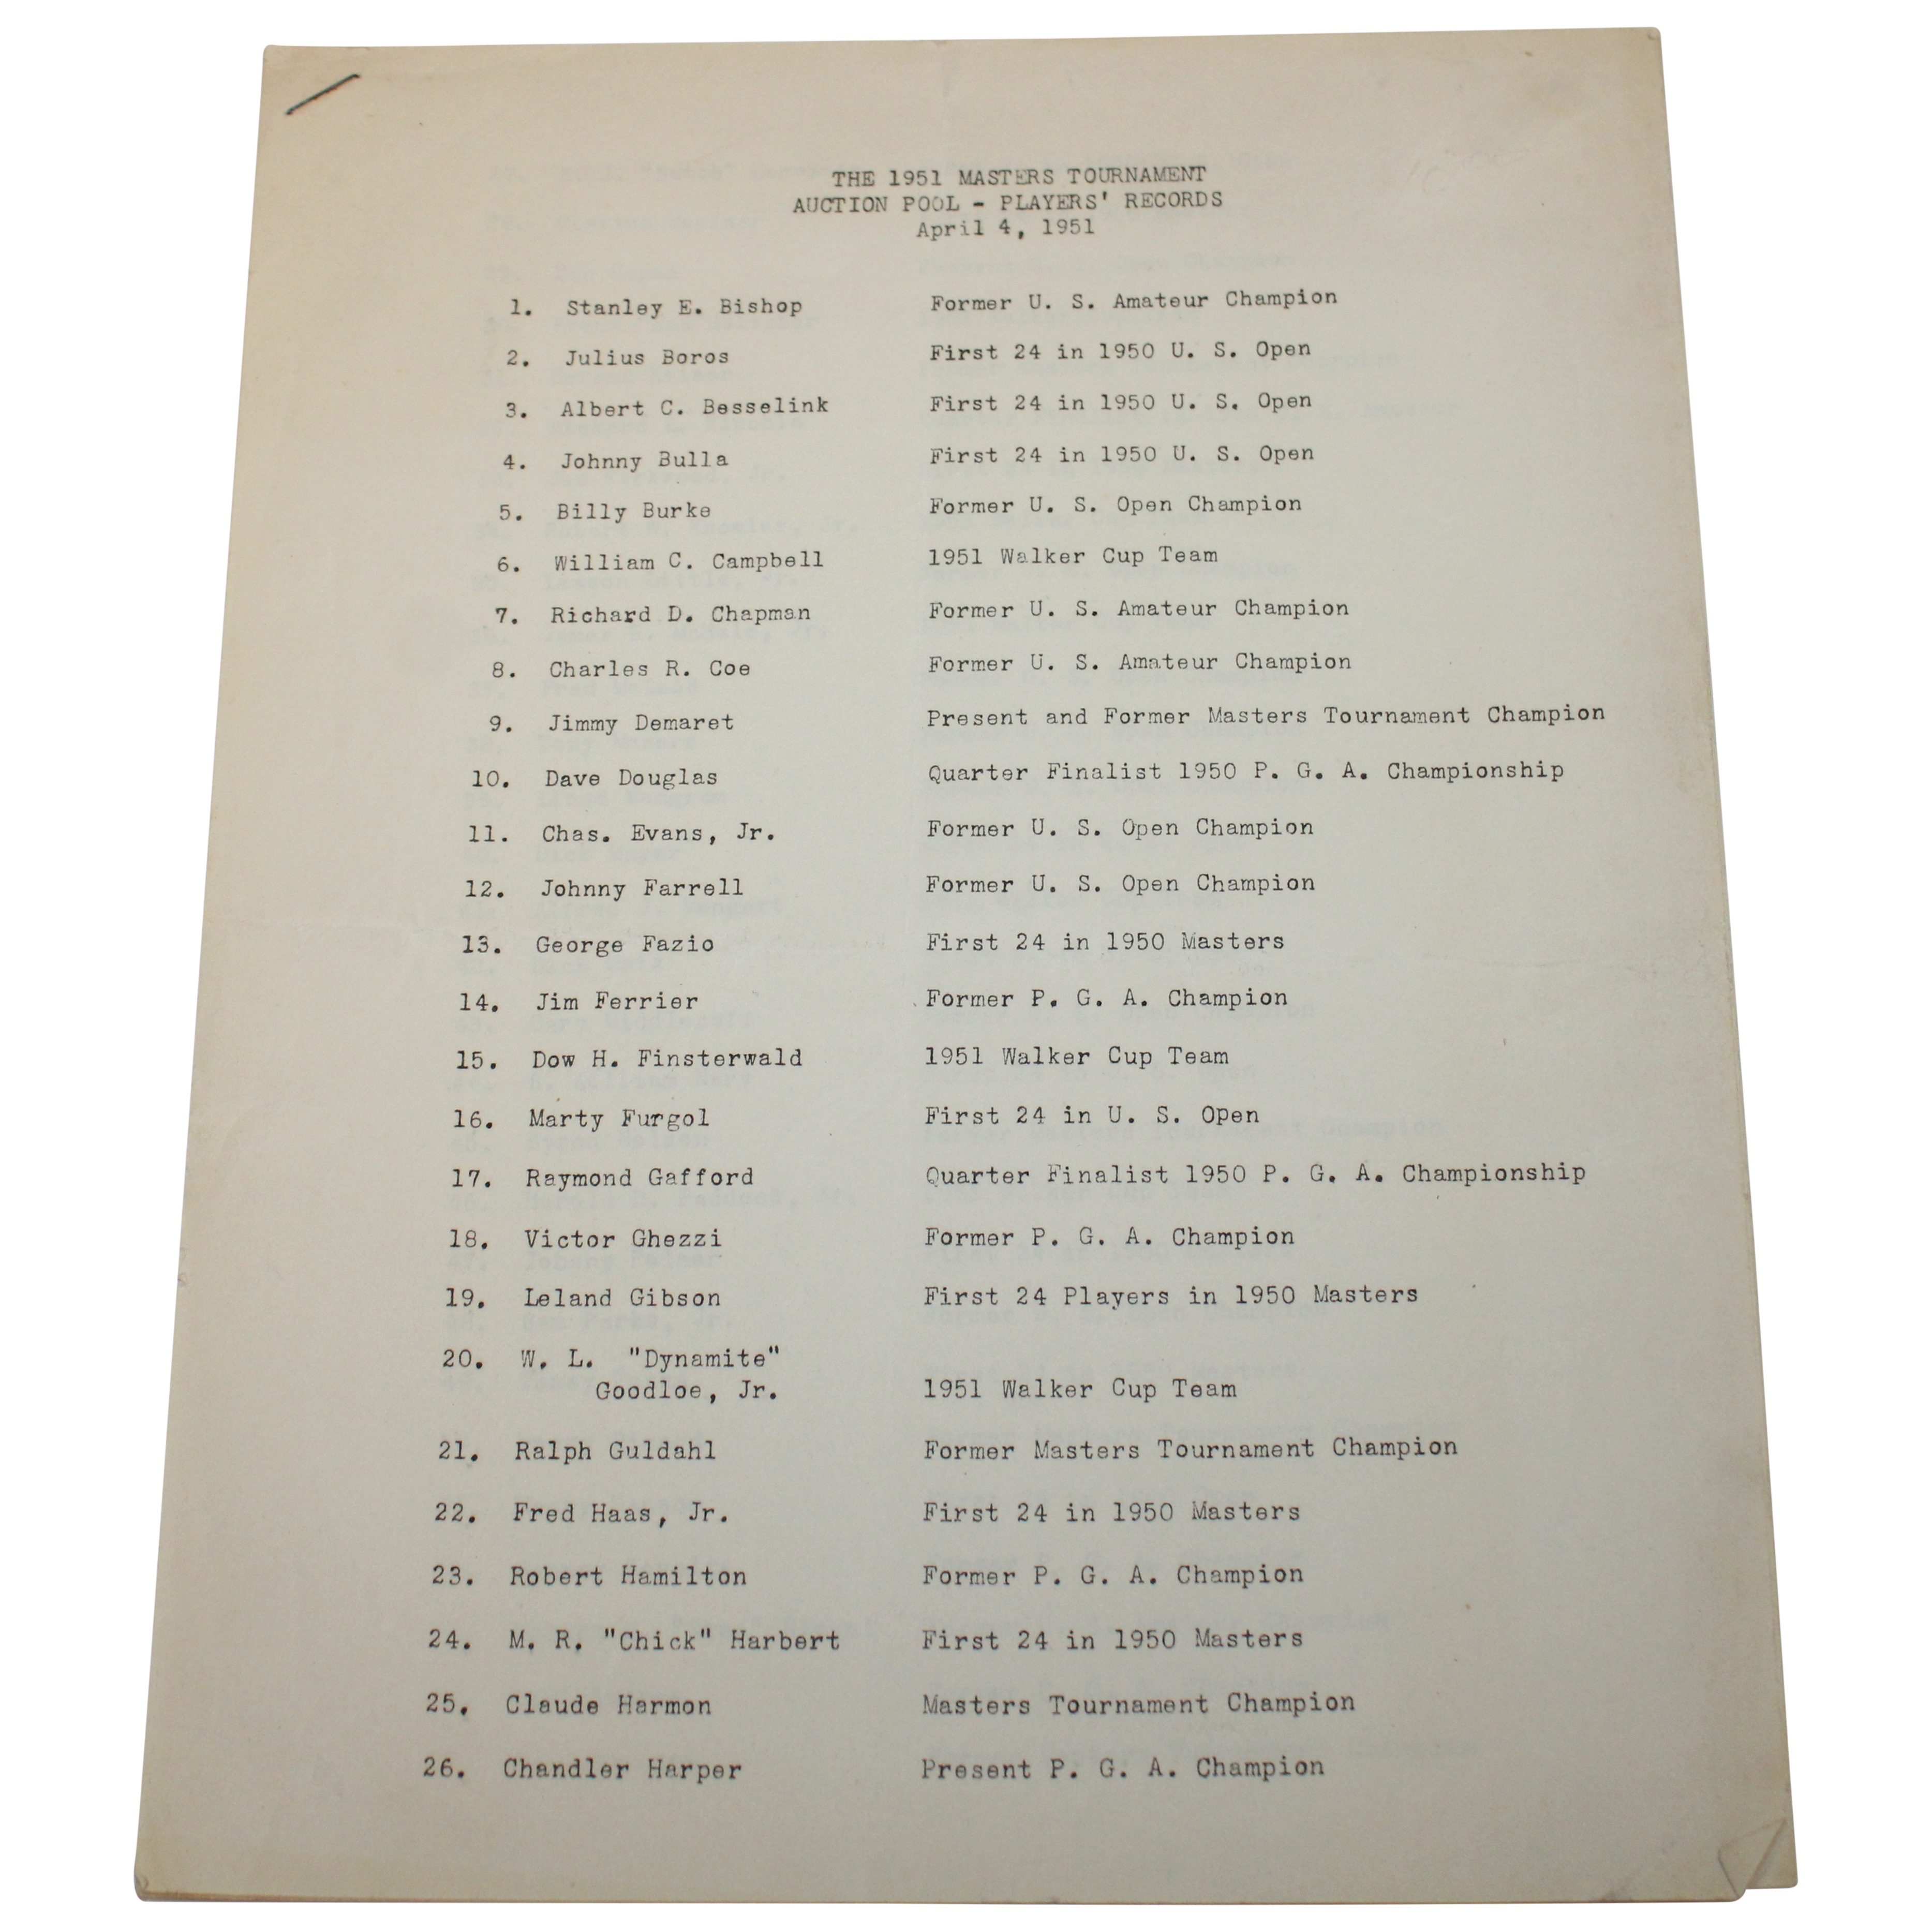 THE 1951 MASTERS TOURNAMENT
AUCTION POOL - PLAYERS' RECORDS
April 4, 1951
1. Stanley E. Bishop Former U. S. Amateur Champion
2. Julius Boros First 24 in 1950 U. S. Open
3. Albert C. Besselink First 24 in 1950 U. S. Open
4. Johnny Bulla First 24 in 1950 U. S. Open
5. Billy Burke Former U. S. Open Champion
6. William C. Campbell 1951 Walker Cup Team
7. Richard D. Chapman Former U. S. Amateur Champion
8. Charles R. Coe Former U. S. Amateur Champion
9. Jimmy Demaret Present and Former Masters Tournament Champion
10. Dave Douglas Quarter Finalist 1950 P. G. A. Championship
11. Chas. Evans, Jr. Former U. S. Open Champion
12. Johnny Farrell Former U. S. Open Champion
13. George Fazio First 24 in 1950 Masters
14. Jim Ferrier Former P. G. A. Champion
15. Dow H. Finsterwald 1951 Walker Cup Team
16. Marty Furgol First 24 in U. S. Open
17. Raymond Gafford Quarter Finalist 1950 P. G. A. Championship
18. Victor Ghezzi Former P. G. A. Champion
19. Leland Gibson First 24 Players in 1950 Masters
20. W. L. "Dynamite"
Goodloe, Jr. 1951 Walker Cup Team
21. Ralph Guldahl Former Masters Tournament Champion
22. Fred Haas, Jr. First 24 in 1950 Masters
23. Robert Hamilton Former P. G. A. Champion
24. M. R. "Chick" Harbert First 24 in 1950 Masters
25. Claude Harmon Masters Tournament Champion
26. Chandler Harper Present P. G. A. Champion